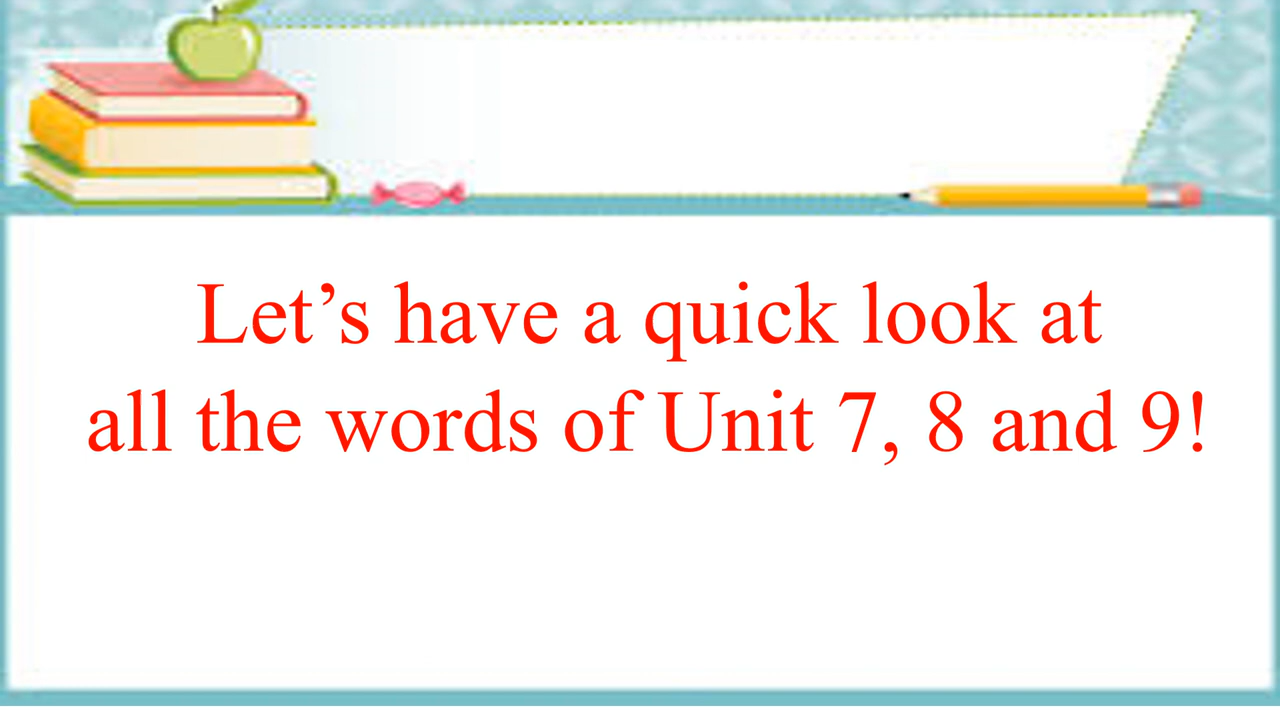 Let’s have a quick look at
all the words of Unit 7, 8 and 9!